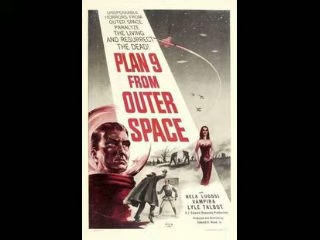 UNSPEAKABLE
HORRORS FROM
OUTER SPACE
PARALYZE
THE LIVING
AND RESURRECT
THE DEAD!
PLAN 9
FROM
OUTER
SPACE
BELA LUGOSI
VAMPIRA
LYLE TALBOT